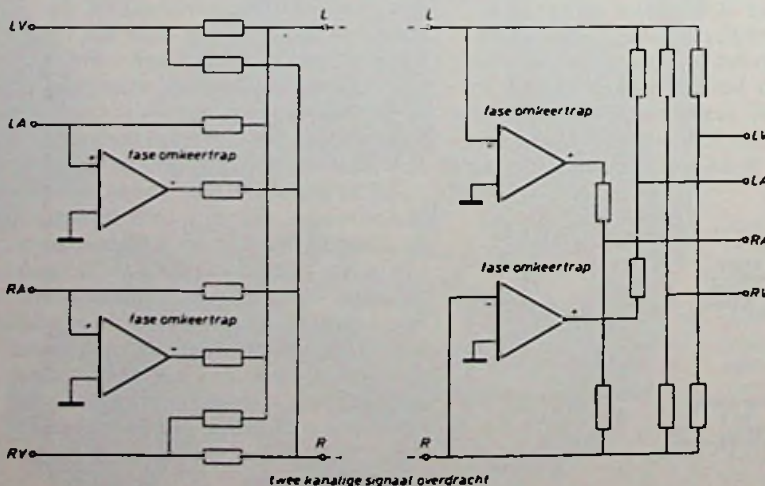 LV
L
L
LA
fase omkeertrap
+
-
fase omkeertrap
+
LV
LA
RA
fase omkeertrap
+
-
fase omkeertrap
-
+
RA
RV
RV
R
R
twee kanalige signaal overdracht